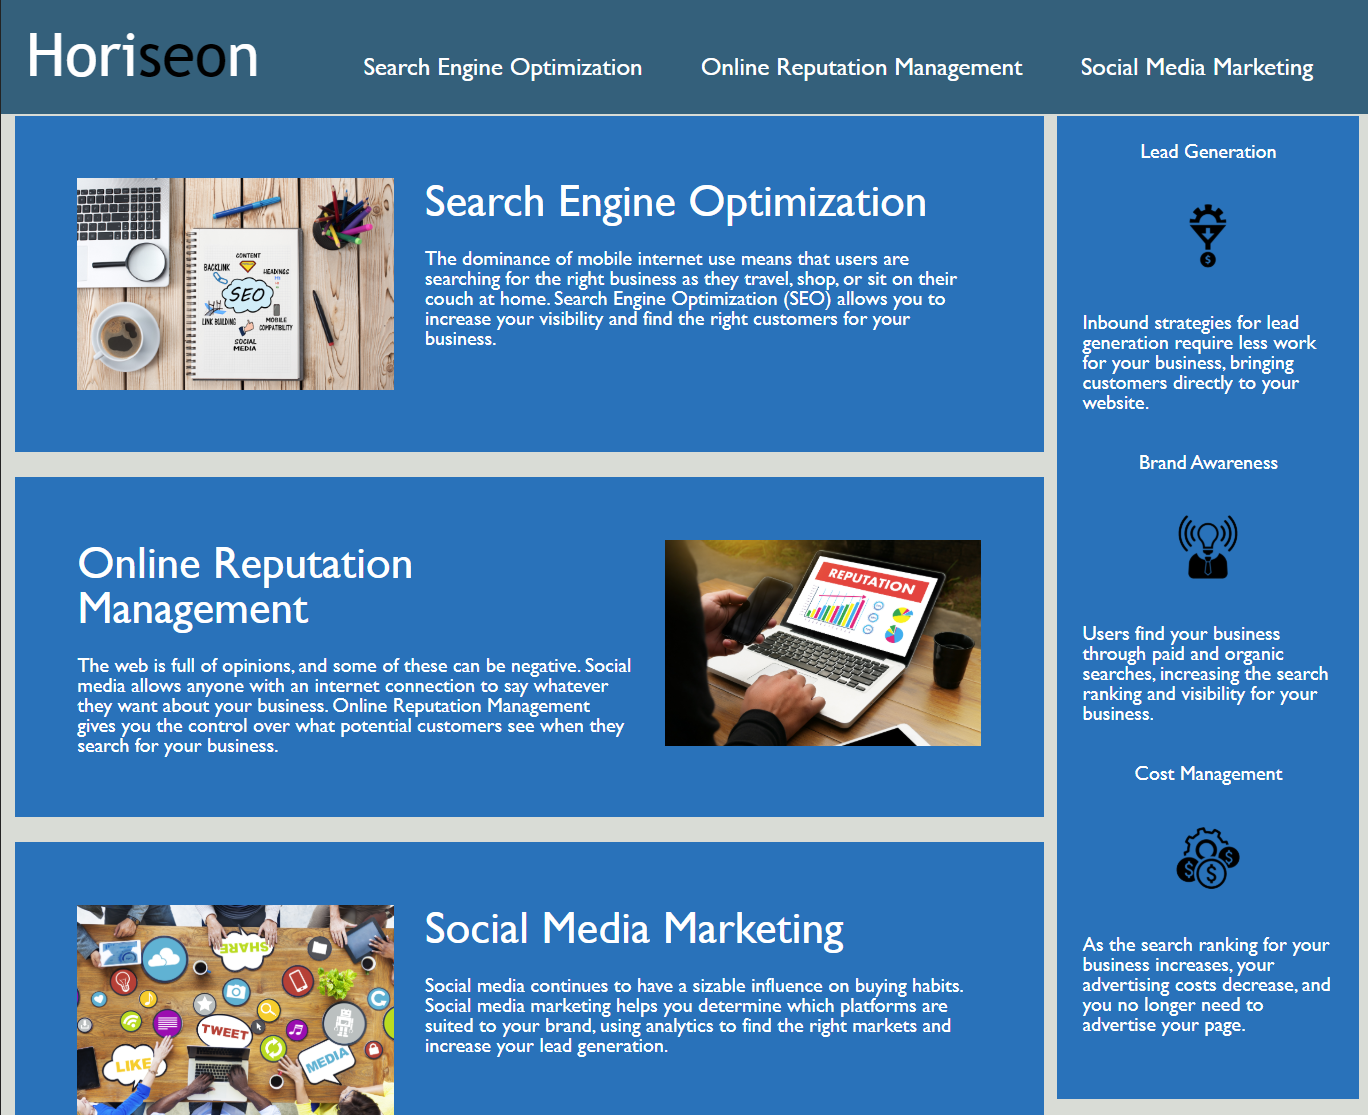 Horiseon
Search Engine Optimization
Online Reputation Management
Social Media Marketing
CONTENT
BACKLINK
HEADINGS
SEO
LINK BUILDING
MOBILE
COMPATIBILITY
SOCIAL
MEDIA
Search Engine Optimization
The dominance of mobile internet use means that users are
searching for the right business as they travel, shop, or sit on their
couch at home. Search Engine Optimization (SEO) allows you to
increase your visibility and find the right customers for your
business.
Online Reputation
Management
The web is full of opinions, and some of these can be negative. Social
media allows anyone with an internet connection to say whatever
they want about your business. Online Reputation Management
gives you the control over what potential customers see when they
search for your business.
REPUTATION
SHARE
TWEET
LIKE
MEDIA
Social Media Marketing
Social media continues to have a sizable influence on buying habits.
Social media marketing helps you determine which platforms are
suited to your brand, using analytics to find the right markets and
increase your lead generation.
Lead Generation
$
Inbound strategies for lead
generation require less work
for your business, bringing
customers directly to your
website.
Brand Awareness
Users find your business
through paid and organic
searches, increasing the search
ranking and visibility for your
business.
Cost Management
$ $ $
As the search ranking for your
business increases, your
advertising costs decrease, and
you no longer need to
advertise your page.